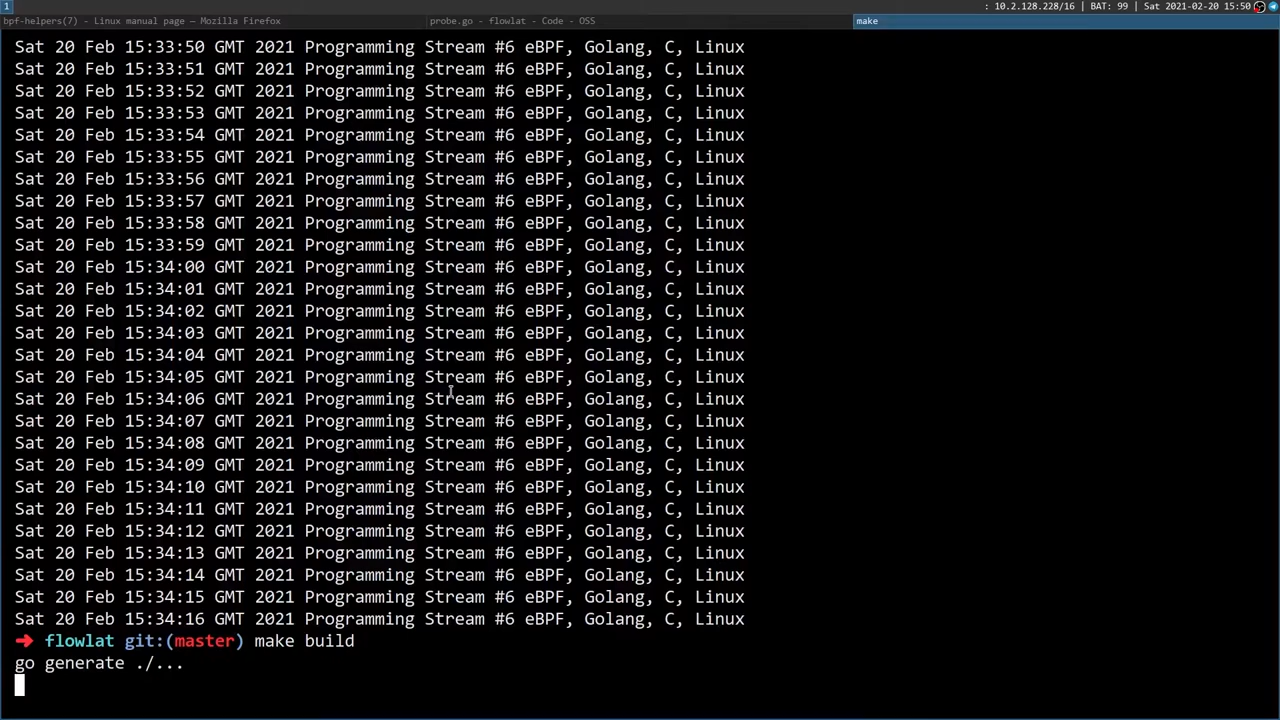 1
: 10.2.128.228/16 | BAT: 99 | Sat 2021-02-20 15:50
bpf-helpers(7) - Linux manual page — Mozilla Firefox
probe.go - flowlat - Code - OSS
make
Sat 20 Feb 15:33:50 GMT 2021 Programming Stream #6 eBPF, Golang, C, Linux
Sat 20 Feb 15:33:51 GMT 2021 Programming Stream #6 eBPF, Golang, C, Linux
Sat 20 Feb 15:33:52 GMT 2021 Programming Stream #6 eBPF, Golang, C, Linux
Sat 20 Feb 15:33:53 GMT 2021 Programming Stream #6 eBPF, Golang, C, Linux
Sat 20 Feb 15:33:54 GMT 2021 Programming Stream #6 eBPF, Golang, C, Linux
Sat 20 Feb 15:33:55 GMT 2021 Programming Stream #6 eBPF, Golang, C, Linux
Sat 20 Feb 15:33:56 GMT 2021 Programming Stream #6 eBPF, Golang, C, Linux
Sat 20 Feb 15:33:57 GMT 2021 Programming Stream #6 eBPF, Golang, C, Linux
Sat 20 Feb 15:33:58 GMT 2021 Programming Stream #6 eBPF, Golang, C, Linux
Sat 20 Feb 15:33:59 GMT 2021 Programming Stream #6 eBPF, Golang, C, Linux
Sat 20 Feb 15:34:00 GMT 2021 Programming Stream #6 eBPF, Golang, C, Linux
Sat 20 Feb 15:34:01 GMT 2021 Programming Stream #6 eBPF, Golang, C, Linux
Sat 20 Feb 15:34:02 GMT 2021 Programming Stream #6 eBPF, Golang, C, Linux
Sat 20 Feb 15:34:03 GMT 2021 Programming Stream #6 eBPF, Golang, C, Linux
Sat 20 Feb 15:34:04 GMT 2021 Programming Stream #6 eBPF, Golang, C, Linux
Sat 20 Feb 15:34:05 GMT 2021 Programming Stream #6 eBPF, Golang, C, Linux
Sat 20 Feb 15:34:06 GMT 2021 Programming Stream #6 eBPF, Golang, C, Linux
Sat 20 Feb 15:34:07 GMT 2021 Programming Stream #6 eBPF, Golang, C, Linux
Sat 20 Feb 15:34:08 GMT 2021 Programming Stream #6 eBPF, Golang, C, Linux
Sat 20 Feb 15:34:09 GMT 2021 Programming Stream #6 eBPF, Golang, C, Linux
Sat 20 Feb 15:34:10 GMT 2021 Programming Stream #6 eBPF, Golang, C, Linux
Sat 20 Feb 15:34:11 GMT 2021 Programming Stream #6 eBPF, Golang, C, Linux
Sat 20 Feb 15:34:12 GMT 2021 Programming Stream #6 eBPF, Golang, C, Linux
Sat 20 Feb 15:34:13 GMT 2021 Programming Stream #6 eBPF, Golang, C, Linux
Sat 20 Feb 15:34:14 GMT 2021 Programming Stream #6 eBPF, Golang, C, Linux
Sat 20 Feb 15:34:15 GMT 2021 Programming Stream #6 eBPF, Golang, C, Linux
Sat 20 Feb 15:34:16 GMT 2021 Programming Stream #6 eBPF, Golang, C, Linux
➜ flowlat git:(master) make build
go generate ./...